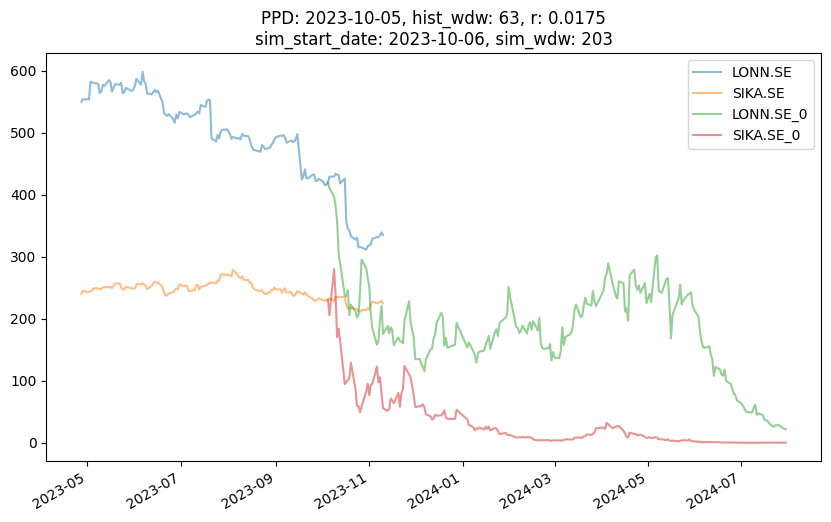 PPD: 2023-10-05, hist_wdw: 63, r: 0.0175
sim_start_date: 2023-10-06, sim_wdw: 203
LONN.SE
SIKA.SE
LONN.SE_0
SIKA.SE_0
600
500
400
300
200
100
0
2023-05
2023-07
2023-09
2023-11
2024-01
2024-03
2024-05
2024-07